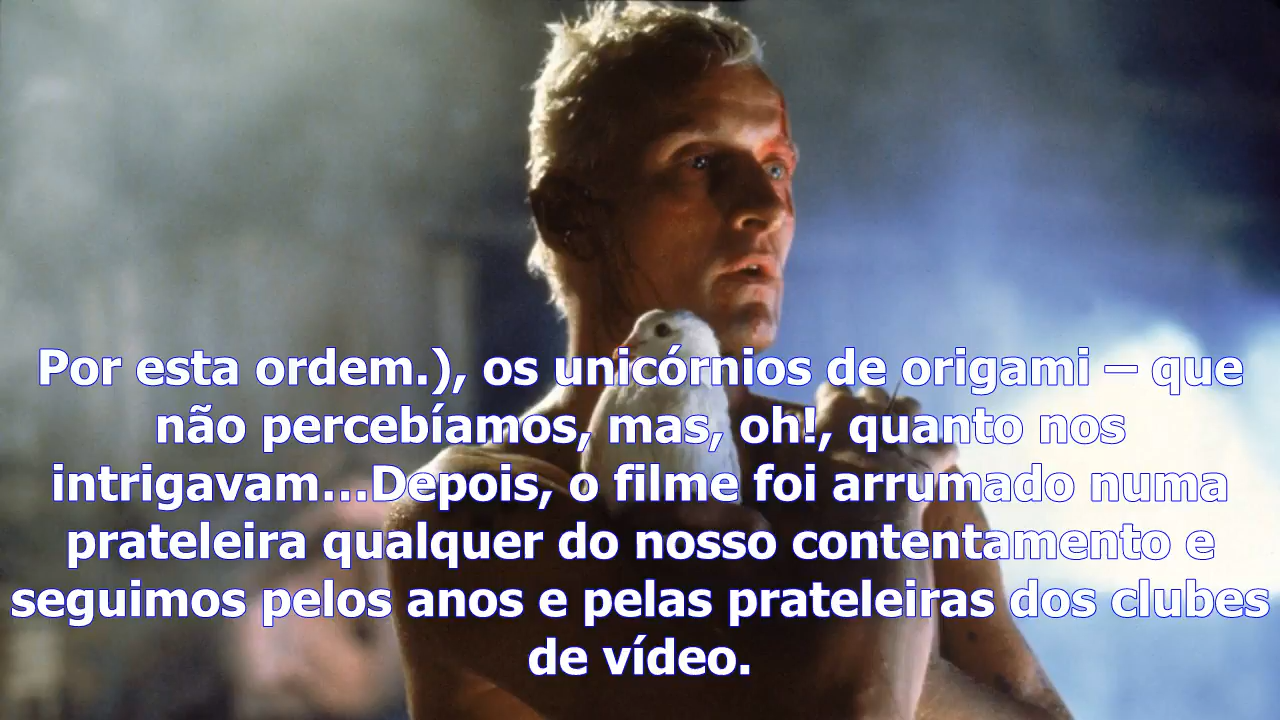 Por esta ordem.), os unicórnios de origami – que
não percebíamos, mas, oh!, quanto nos
intrigavam...Depois, o filme foi arrumado numa
prateleira qualquer do nosso contentamento e
seguimos pelos anos e pelas prateleiras dos clubes
de vídeo.